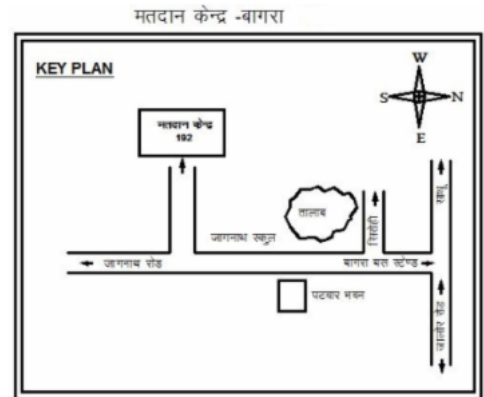 मतदान केन्द्र -बागरा
KEY PLAN
W
S
N
E
मतदान केन्द्र
192
तालाब
जागनाथ स्कुल
सिरोही
जागनाथ रोड
बागरा बस स्टेण्ड
पटवार भवन
जालोर रोड